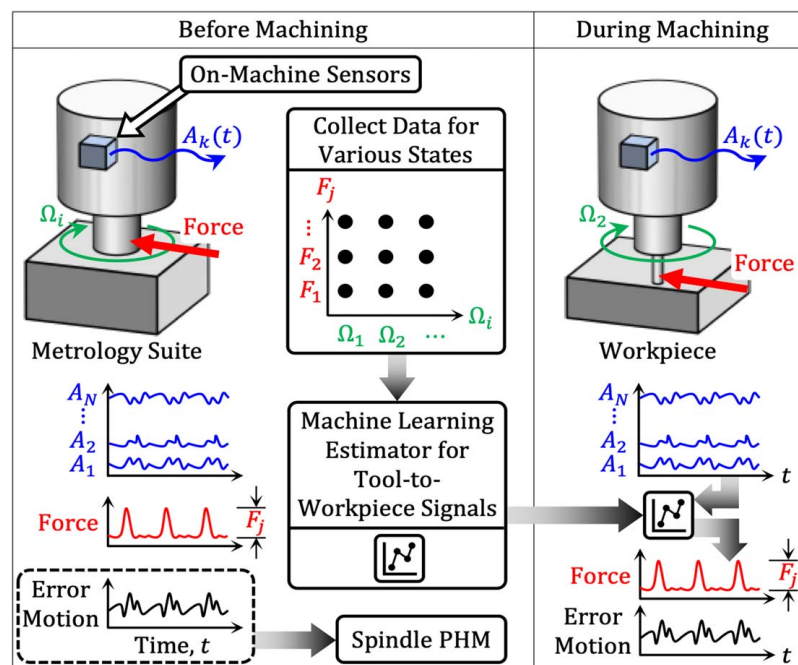 Before Machining
During Machining
On-Machine Sensors
A_k(t)
Ω_i
Force
Metrology Suite
Collect Data for
Various States
F_j
⋮
F_2
F_1
Ω_i
Ω_1 Ω_2 ...
A_k(t)
Ω_2
Force
Workpiece
A_N
⋮
A_2
A_1
t
Force
F_j
Error
Motion
Time, t
Machine Learning
Estimator for
Tool-to-
Workpiece Signals
Spindle PHM
A_N
⋮
A_2
A_1
t
Force
F_j
Error
Motion
t